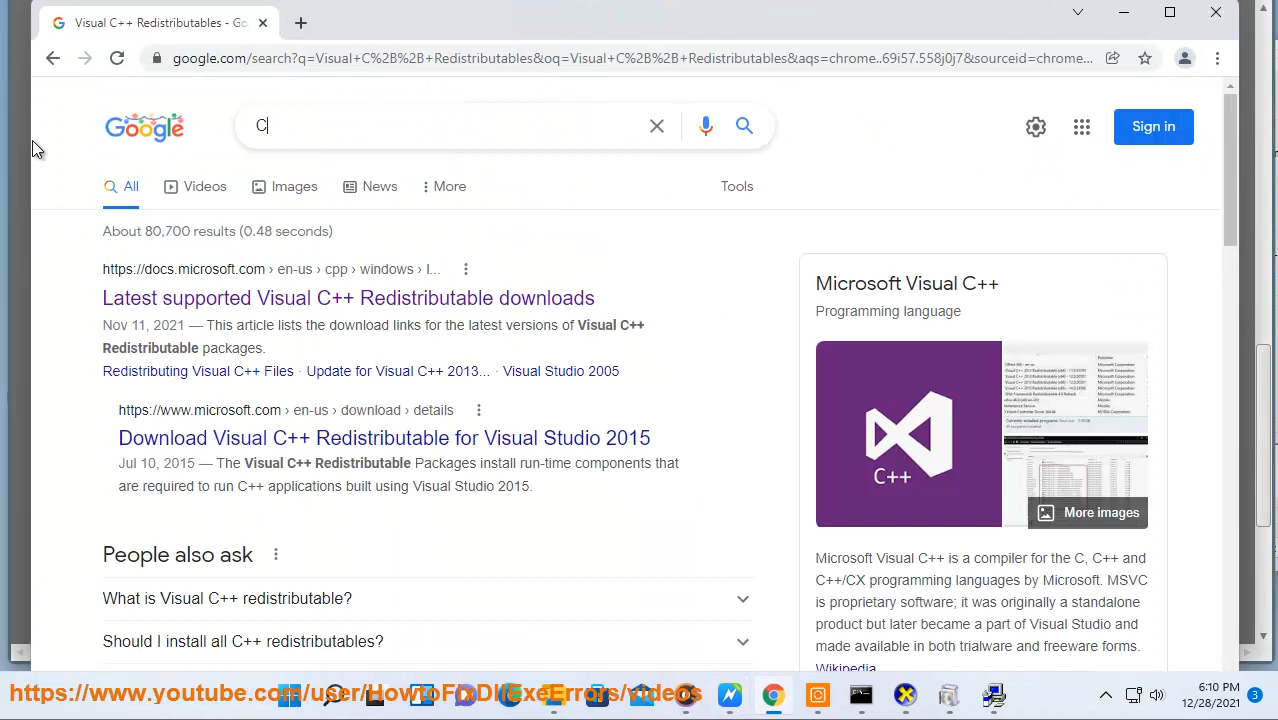 Visual C++ Redistributables - Go
google.com/search?q=Visual+C%2B%2B+Redistributables&oq=Visual+C%2B%2B+Redistributables&aqs=chrome..69i57.558j0j7&sourceid=chrome...
Google
C
Sign in
All
Videos
Images
News
More
Tools
About 80,700 results (0.48 seconds)
https://docs.microsoft.com › en-us › cpp › windows › l...
Latest supported Visual C++ Redistributable downloads
Nov 11, 2021 — This article lists the download links for the latest versions of Visual C++
Redistributable packages.
Visual Studio 2005
https://www.microsoft.com › download › details
Download Visual C++ Redistributable for Visual Studio 2015
Jul 10, 2015 — The Visual C++ Redistributable Packages install run-time components that
are required to run C++ applications built using Visual Studio 2015.
People also ask
What is Visual C++ redistributable?
Should I install all C++ redistributables?
Microsoft Visual C++
Programming language
C++
More images
Microsoft Visual C++ is a compiler for the C, C++ and
C++/CX programming languages by Microsoft. MSVC
is proprietary software; it was originally a standalone
product but later became a part of Visual Studio and
made available in both trialware and freeware forms.
Wikipedia
https://www.youtube.com/user/HowtoFixDllExeErrors/videos
6:10 PM
12/28/2021
3